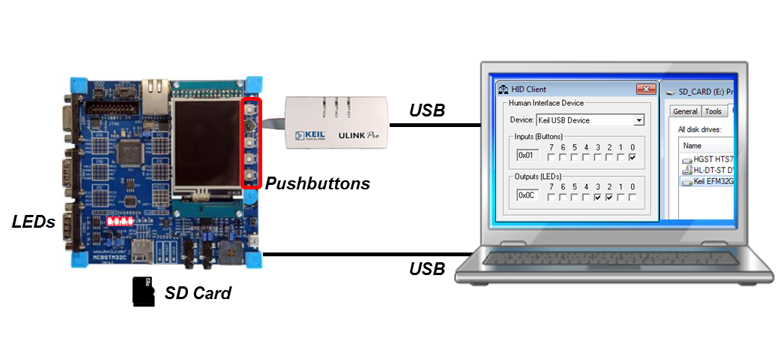 USB
KEIL
ULINK Pro
Pushbuttons
LEDs
MCBSTM32C
USB
SD Card
HID Client
Human Interface Device
Device: Keil USB Device
Inputs (Buttons)
7 6 5 4 3 2 1 0
0x01
Outputs (LEDs)
7 6 5 4 3 2 1 0
0x0C
SD_CARD (E:) Pr
General Tools
All disk drives:
Name
HGST HTS7
HL-DT-ST D
Keil EFM32G